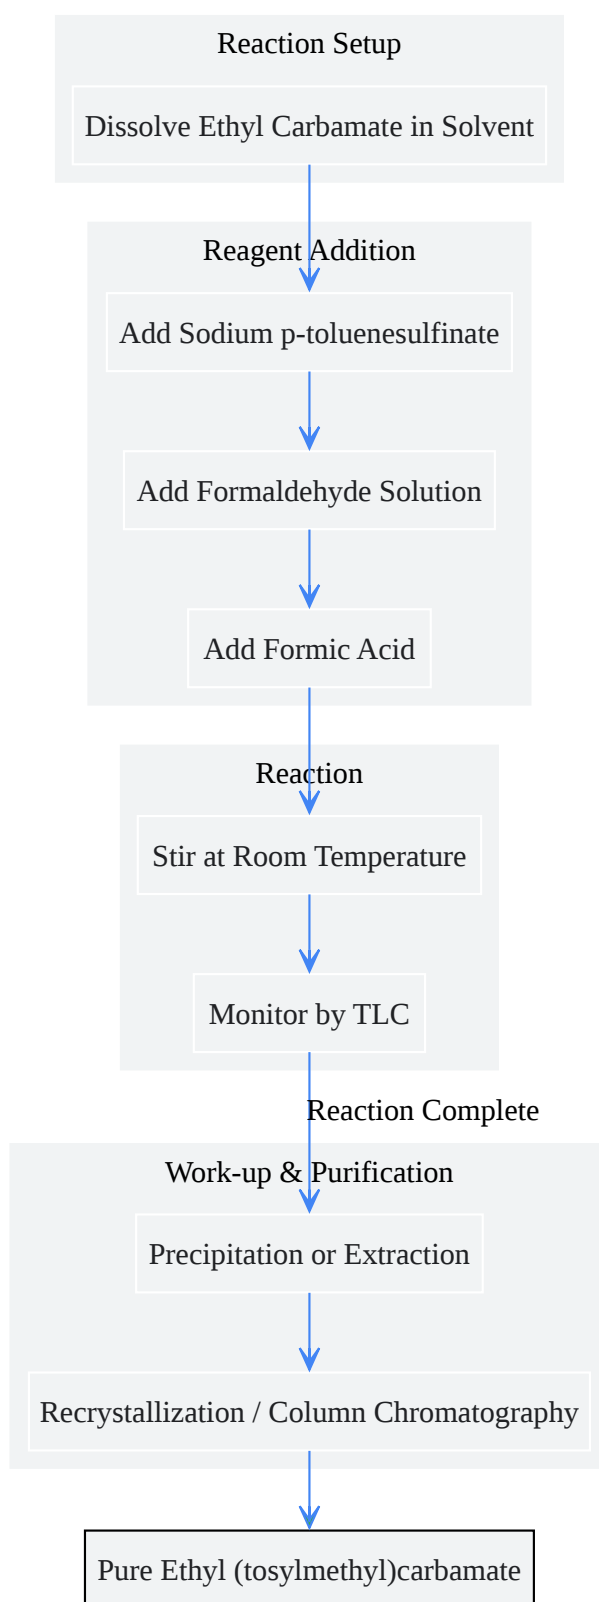 Reaction Setup
Dissolve Ethyl Carbamate in Solvent
Reagent Addition
Add Sodium p-toluenesulfinate
Add Formaldehyde Solution
Add Formic Acid
Reaction
Stir at Room Temperature
Monitor by TLC
Reaction Complete
Work-up & Purification
Precipitation or Extraction
Recrystallization / Column Chromatography
Pure Ethyl (tosylmethyl)carbamate